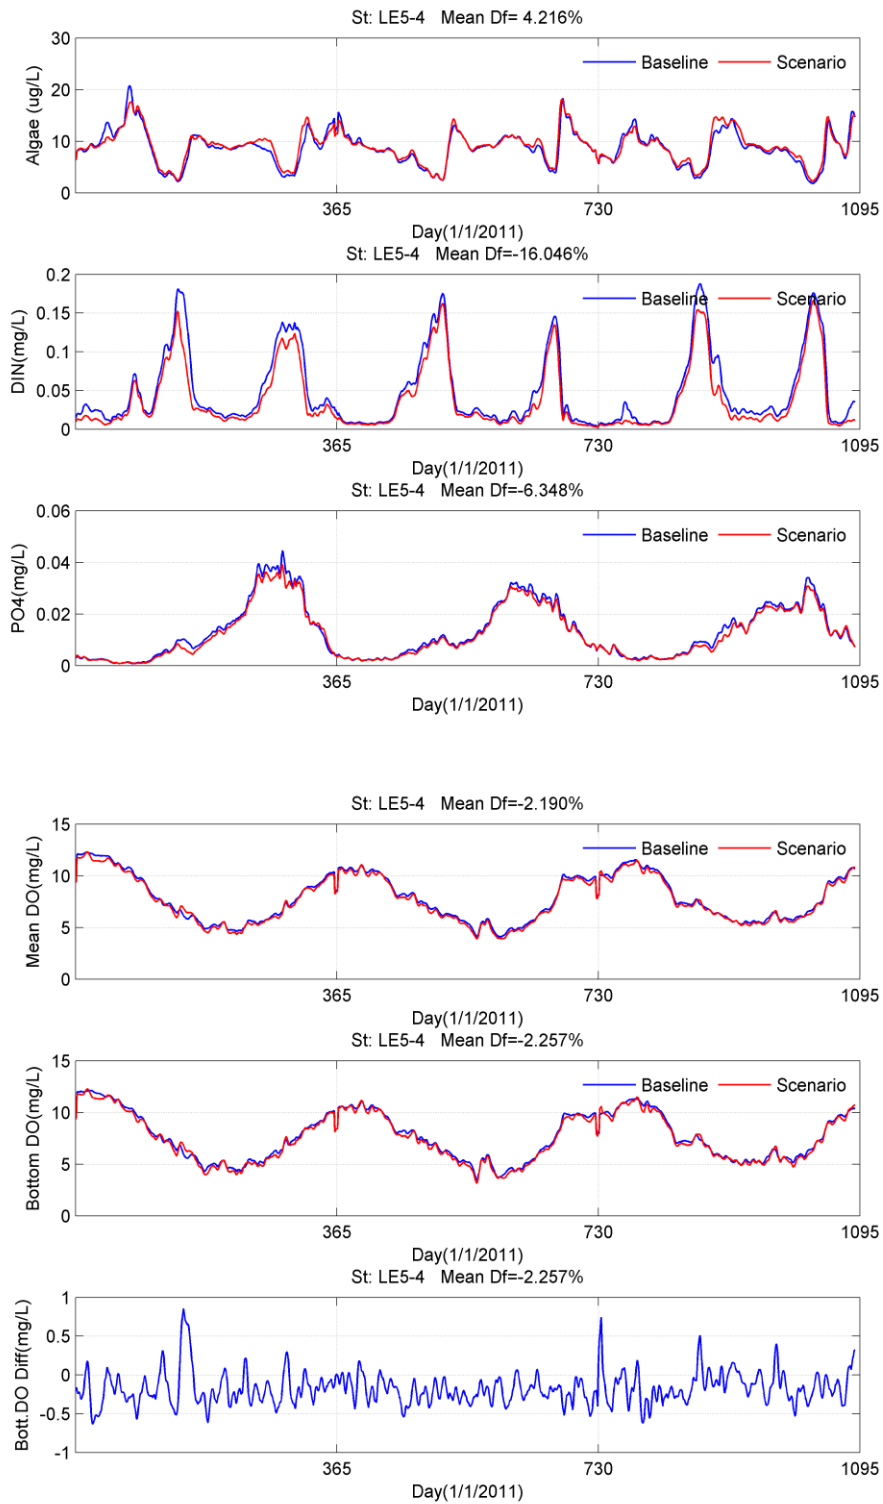 St: LE5-4 Mean Df= 4.216%
30
20
10
0
Algae (ug/L)
Baseline Scenario
365 730 1095
Day(1/1/2011)
St: LE5-4 Mean Df=-16.046%
0.2
0.15
0.1
0.05
0
DIN(mg/L)
Baseline Scenario
365 730 1095
Day(1/1/2011)
St: LE5-4 Mean Df=-6.348%
0.06
0.04
0.02
0
PO4(mg/L)
Baseline Scenario
365 730 1095
Day(1/1/2011)
St: LE5-4 Mean Df=-2.190%
15
10
5
0
Mean DO(mg/L)
Baseline Scenario
365 730 1095
Day(1/1/2011)
St: LE5-4 Mean Df=-2.257%
15
10
5
0
Bottom DO(mg/L)
Baseline Scenario
365 730 1095
Day(1/1/2011)
St: LE5-4 Mean Df=-2.257%
1
0.5
0
-0.5
-1
Bott.DO Diff(mg/L)
365 730 1095
Day(1/1/2011)